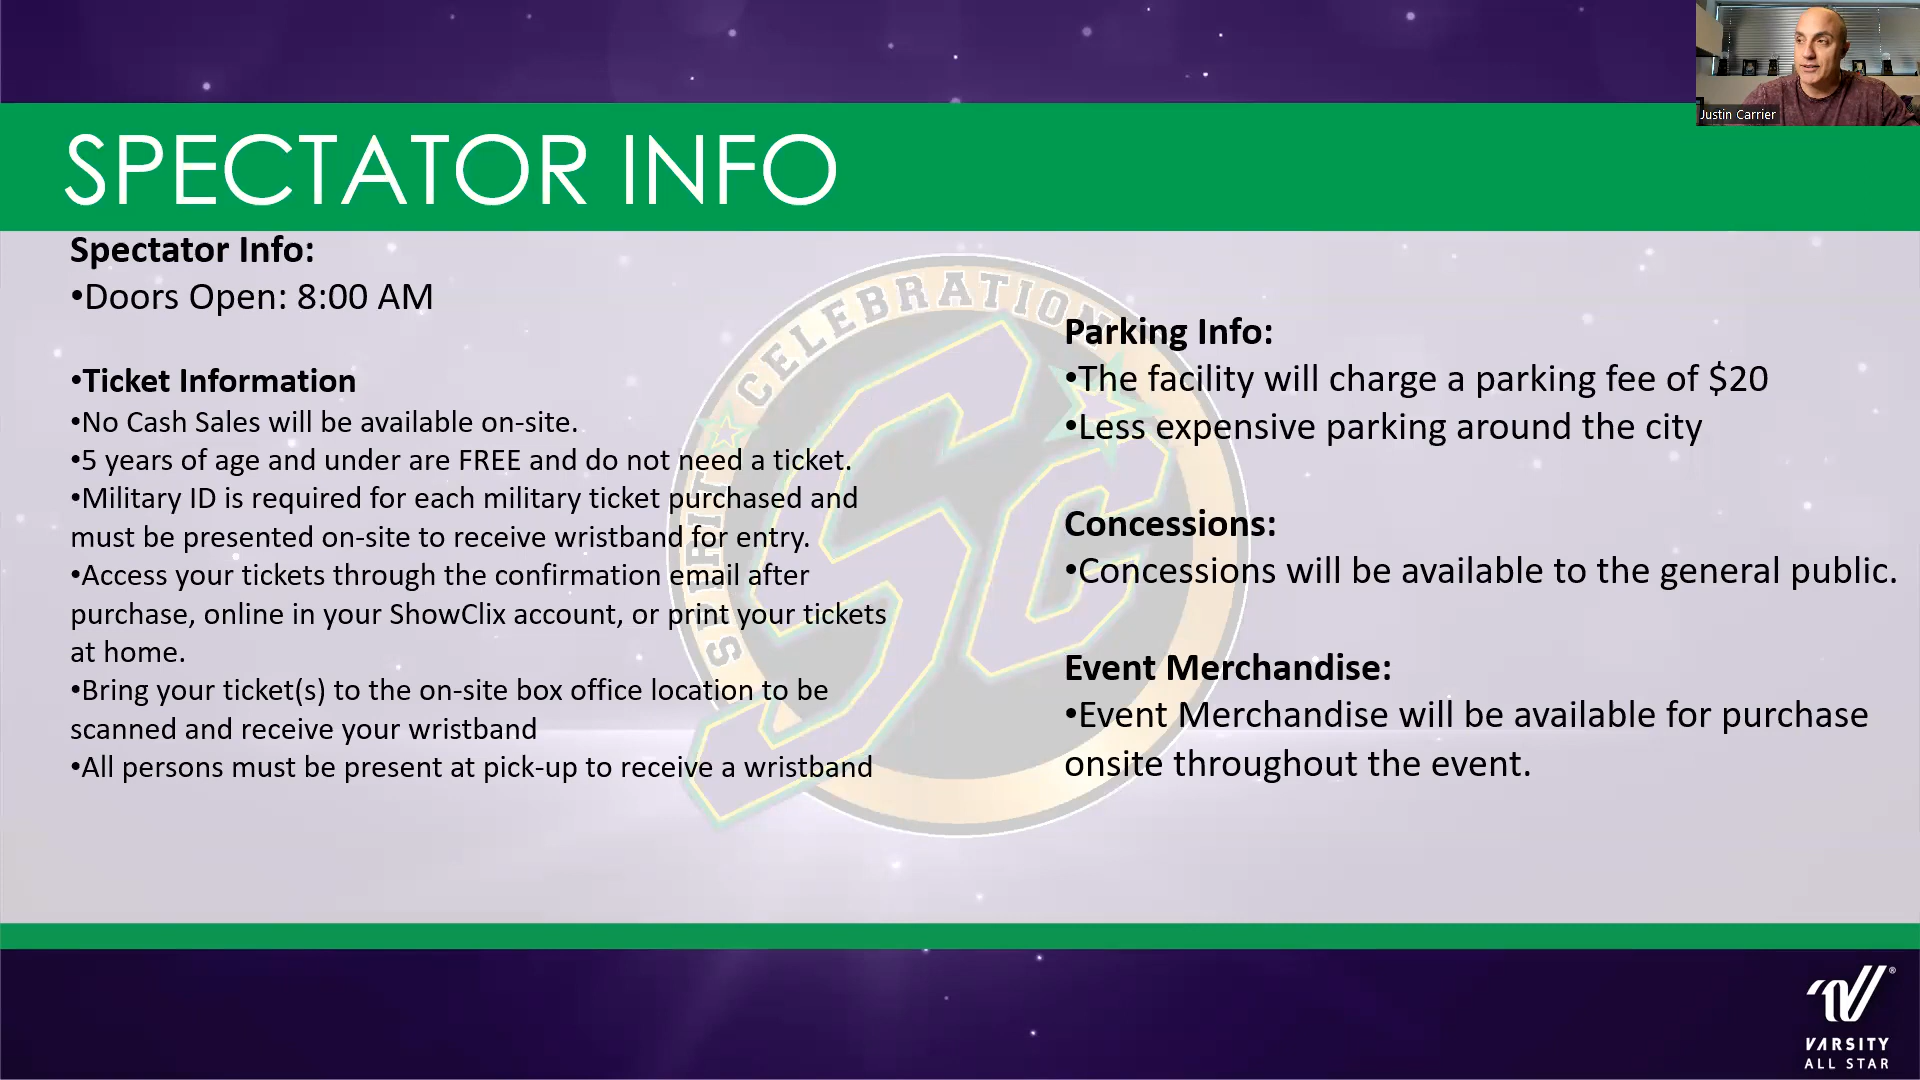 Justin Carrier
SPECTATOR INFO
Spectator Info:
•Doors Open: 8:00 AM
•Ticket Information
•No Cash Sales will be available on-site.
•5 years of age and under are FREE and do not need a ticket.
•Military ID is required for each military ticket purchased and
must be presented on-site to receive wristband for entry.
•Access your tickets through the confirmation email after
purchase, online in your ShowClix account, or print your tickets
at home.
•Bring your ticket(s) to the on-site box office location to be
scanned and receive your wristband
•All persons must be present at pick-up to receive a wristband
Parking Info:
•The facility will charge a parking fee of $20
•Less expensive parking around the city
Concessions:
•Concessions will be available to the general public.
Event Merchandise:
•Event Merchandise will be available for purchase
onsite throughout the event.
SPIRIT CELEBRATION
SC
VARSITY
ALL STAR